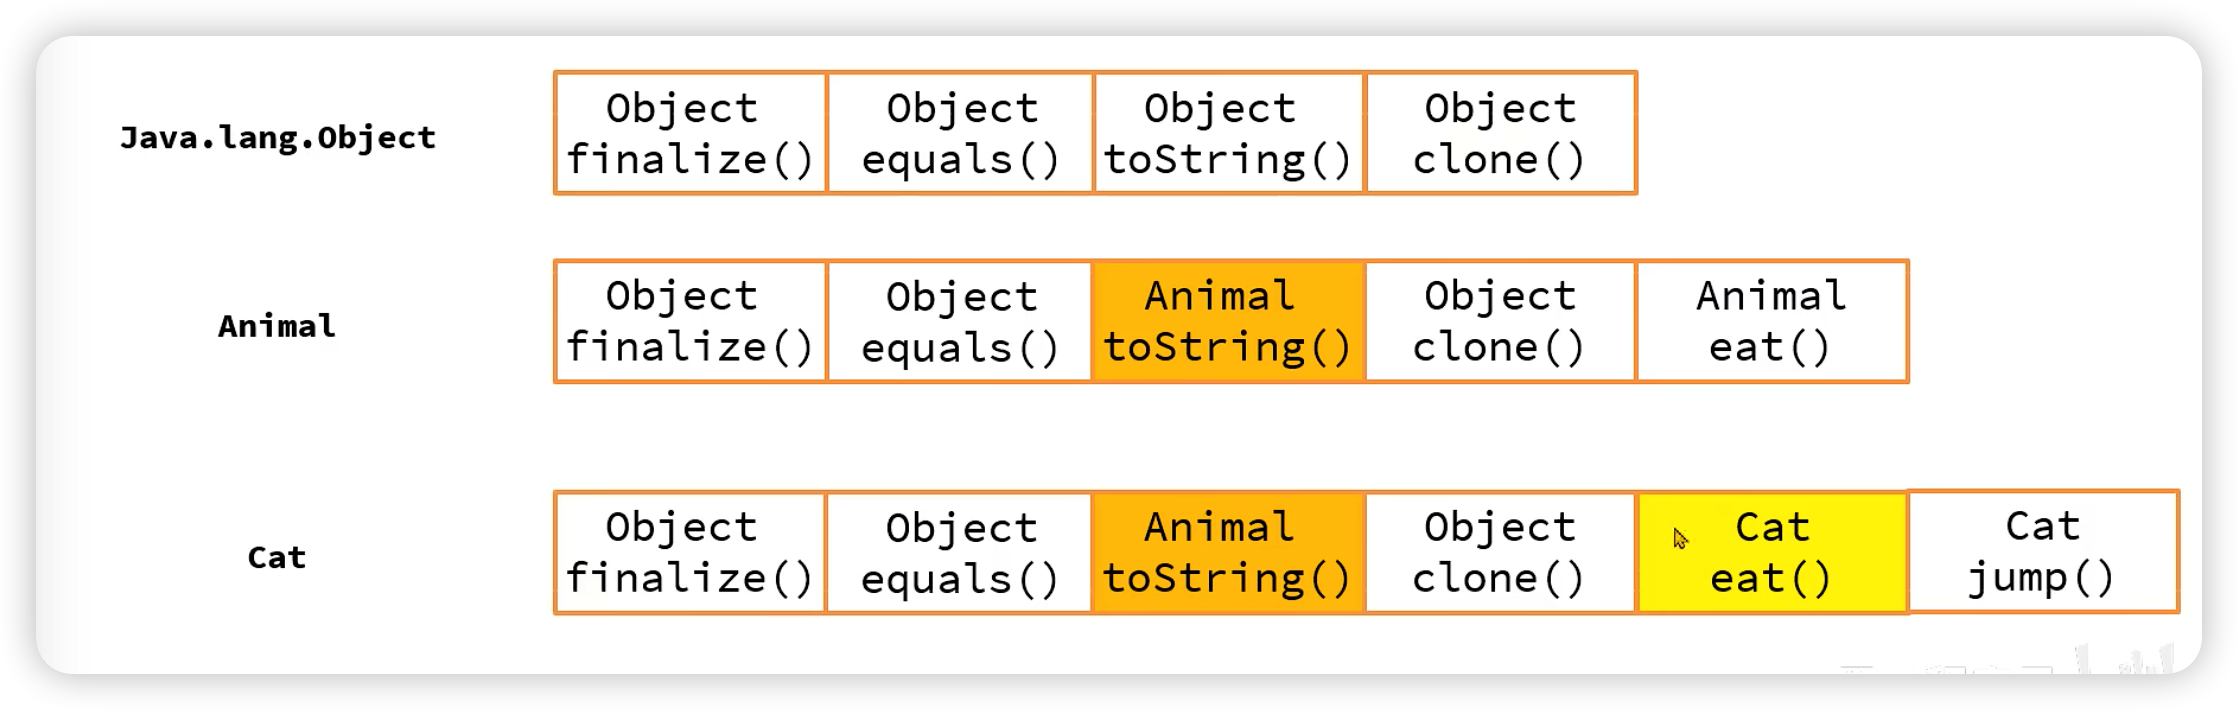 Java.lang.Object
Object Object Object Object
finalize() equals() toString() clone()
Animal
Object Object Animal Object Animal
finalize() equals() toString() clone() eat()
Cat
Object Object Animal Object Cat Cat
finalize() equals() toString() clone() eat() jump()